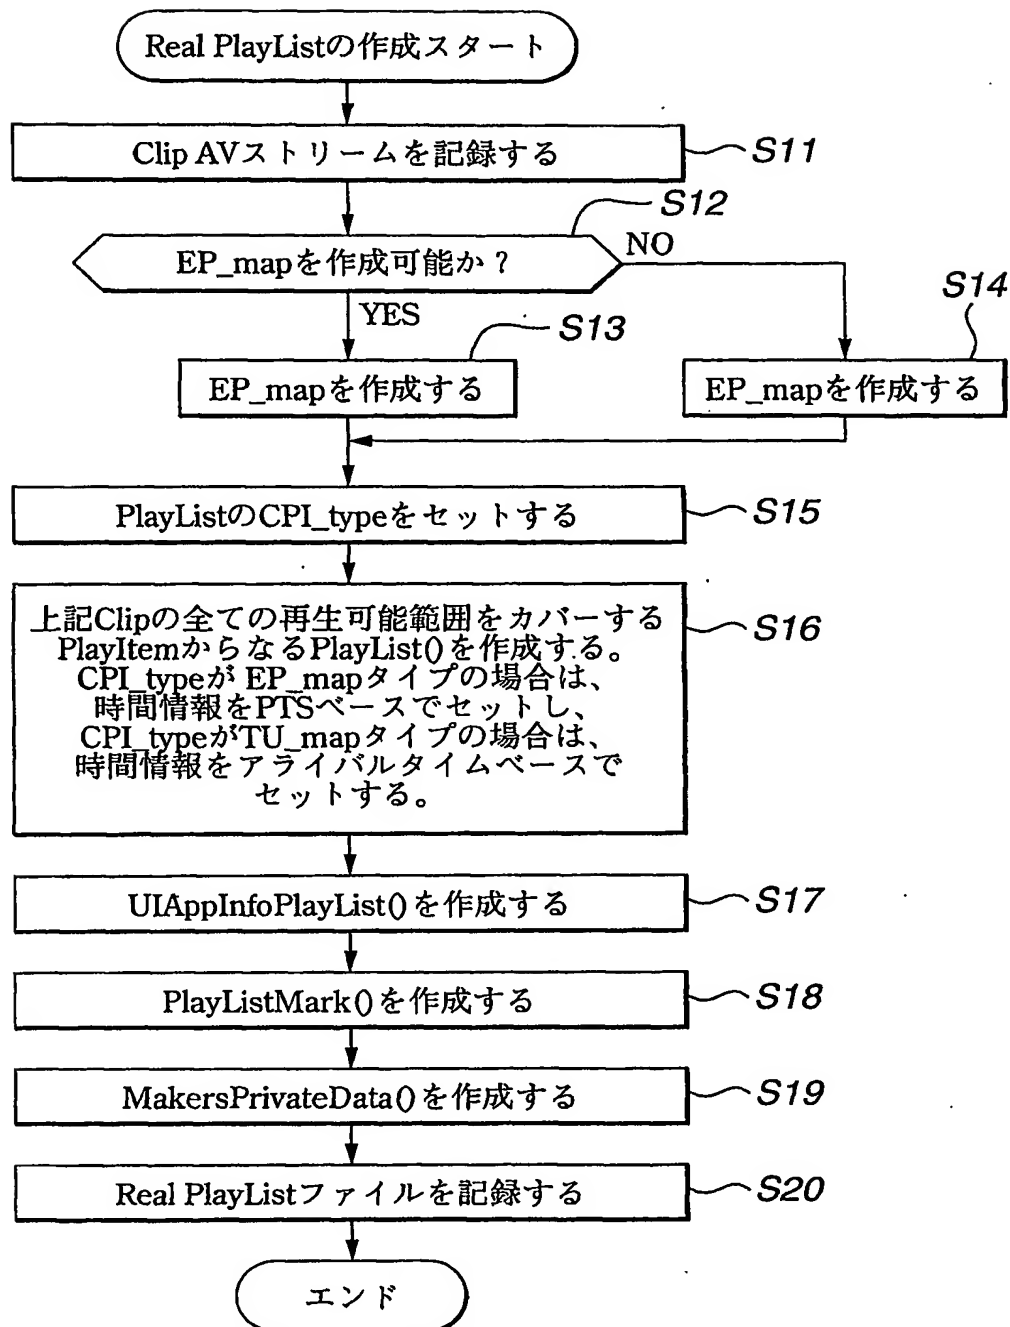 Real PlayListの作成スタート
Clip AVストリームを記録する
S11
S12
EP_mapを作成可能か?
NO
YES
S13
S14
EP_mapを作成する
EP_mapを作成する
PlayListのCPI_typeをセットする
S15
上記Clipの全ての再生可能範囲をカバーする
PlayItemからなるPlayList()を作成する。
CPI_typeが EP_mapタイプの場合は、
時間情報をPTSベースでセットし、
CPI_typeがTU_mapタイプの場合は、
時間情報をアライバルタイムベースで
セットする。
S16
UIAppInfoPlayList()を作成する
S17
PlayListMark()を作成する
S18
MakersPrivateData()を作成する
S19
Real PlayListファイルを記録する
S20
エンド